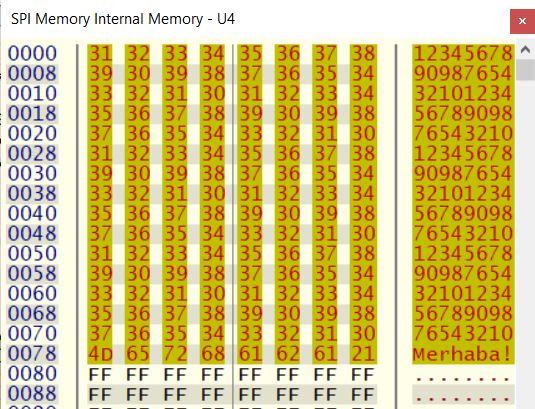 SPI Memory Internal Memory - U4
0000 31 32 33 34 35 36 37 38 12345678
0008 39 30 39 38 37 36 35 34 90987654
0010 33 32 31 30 31 32 33 34 32101234
0018 35 36 37 38 39 30 39 38 56789098
0020 37 36 35 34 33 32 31 30 76543210
0028 31 32 33 34 35 36 37 38 12345678
0030 39 30 39 38 37 36 35 34 90987654
0038 33 32 31 30 31 32 33 34 32101234
0040 35 36 37 38 39 30 39 38 56789098
0048 37 36 35 34 33 32 31 30 76543210
0050 31 32 33 34 35 36 37 38 12345678
0058 39 30 39 38 37 36 35 34 90987654
0060 33 32 31 30 31 32 33 34 32101234
0068 35 36 37 38 39 30 39 38 56789098
0070 37 36 35 34 33 32 31 30 76543210
0078 4D 65 72 68 61 62 61 21 Merhaba!
0080 FF FF FF FF FF FF FF FF ........
0088 FF FF FF FF FF FF FF FF ........